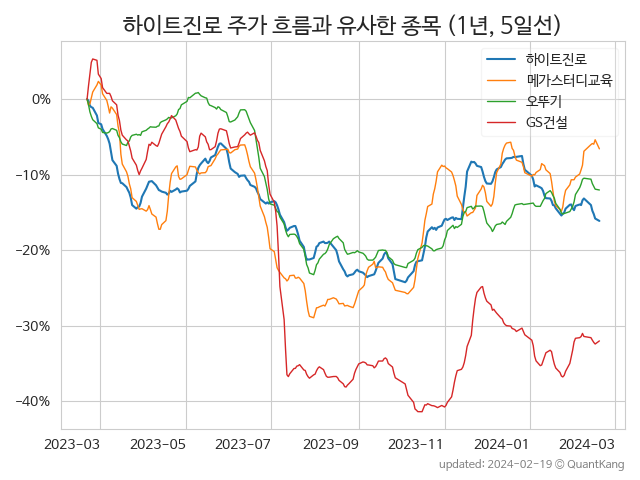 하이트진로 주가 흐름과 유사한 종목 (1년, 5일선)
하이트진로
메가스터디교육
오뚜기
GS건설
0%
−10%
−20%
−30%
−40%
2023-03 2023-05 2023-07 2023-09 2023-11 2024-01 2024-03
updated: 2024-02-19 © QuantKang